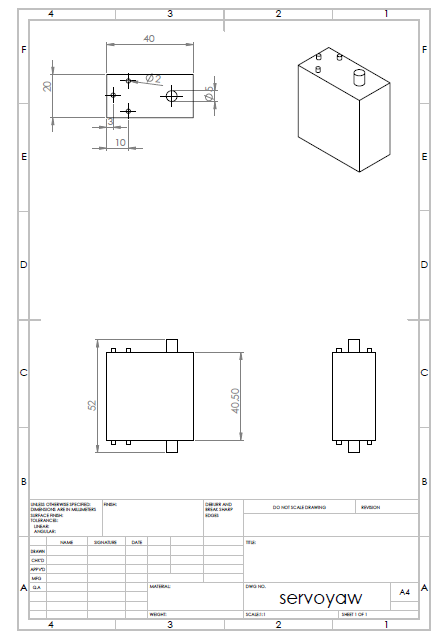 4 3 2 1
F F
40
20
Ø2
Ø5
3
10
E E
D D
C C
52
40.50
B B
UNLESS OTHERWISE SPECIFIED: FINISH: DEBURR AND
DIMENSIONS ARE IN MILLIMETERS BREAK SHARP
SURFACE FINISH: EDGES
TOLERANCES:
LINEAR:
ANGULAR:
DO NOT SCALE DRAWING REVISION
NAME SIGNATURE DATE TITLE:
DRAWN
CHK'D
APPV'D
MFG
Q.A MATERIAL: DWG NO.
A servoyaw A4 A
WEIGHT: SCALE:1:1 SHEET 1 OF 1
4 3 2 1